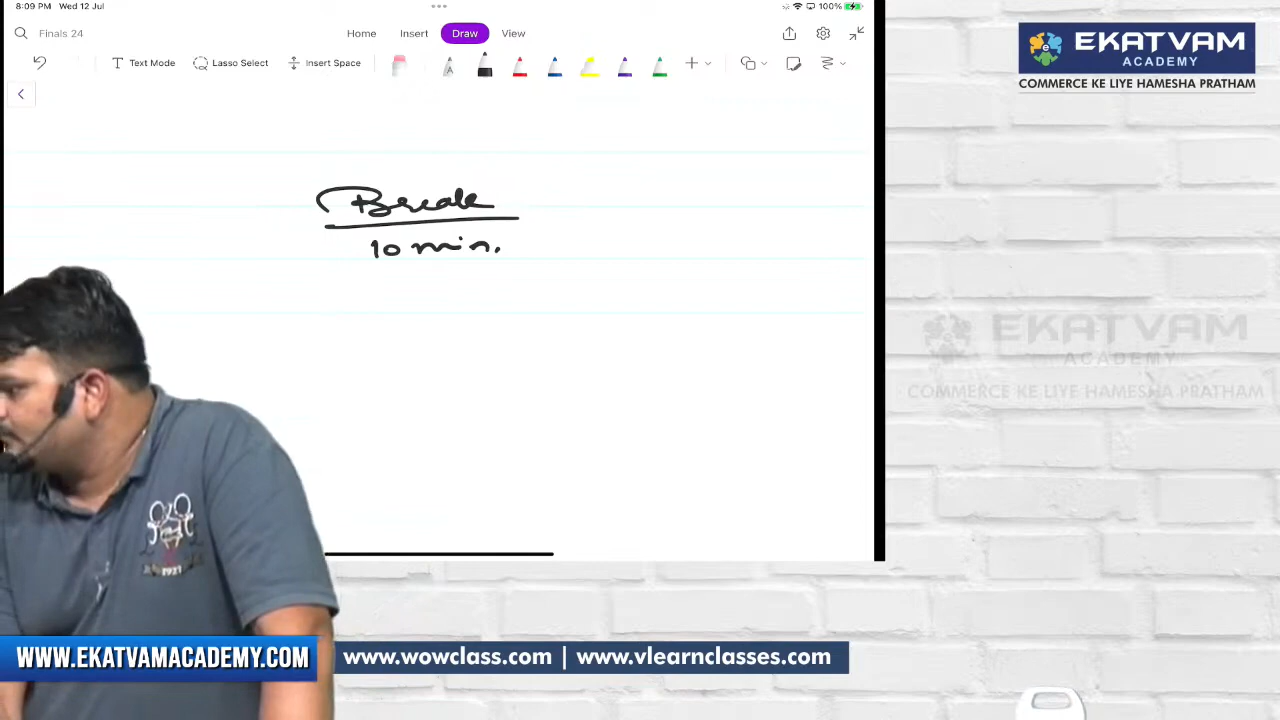 8:09 PM Wed 12 Jul
100%
Finals 24
Home Insert Draw View
Text Mode Lasso Select Insert Space
Break
10 min.
EKATVAM
ACADEMY
COMMERCE KE LIYE HAMESHA PRATHAM
EKATVAM
ACADEMY
COMMERCE KE LIYE HAMESHA PRATHAM
1921
WWW.EKATVAMACADEMY.COM
www.wowclass.com | www.vlearnclasses.com